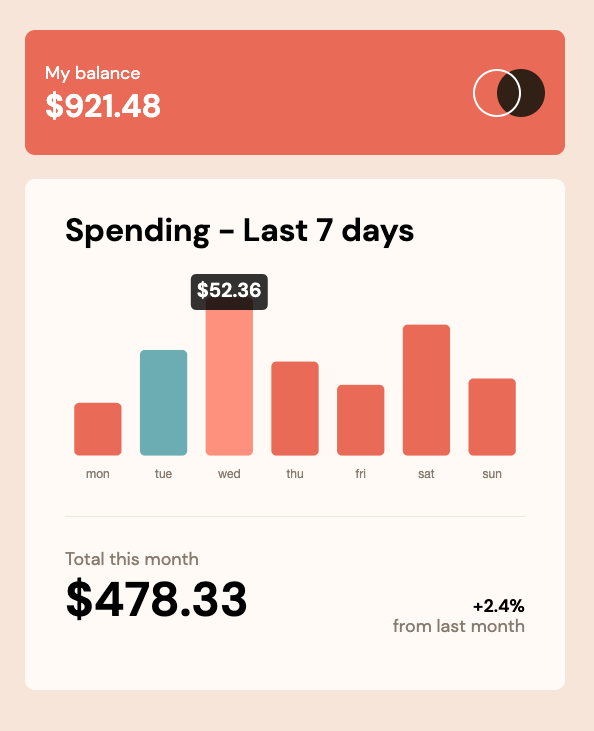 My balance
$921.48
Spending – Last 7 days
$52.36
mon tue wed thu fri sat sun
Total this month
$478.33
+2.4%
from last month